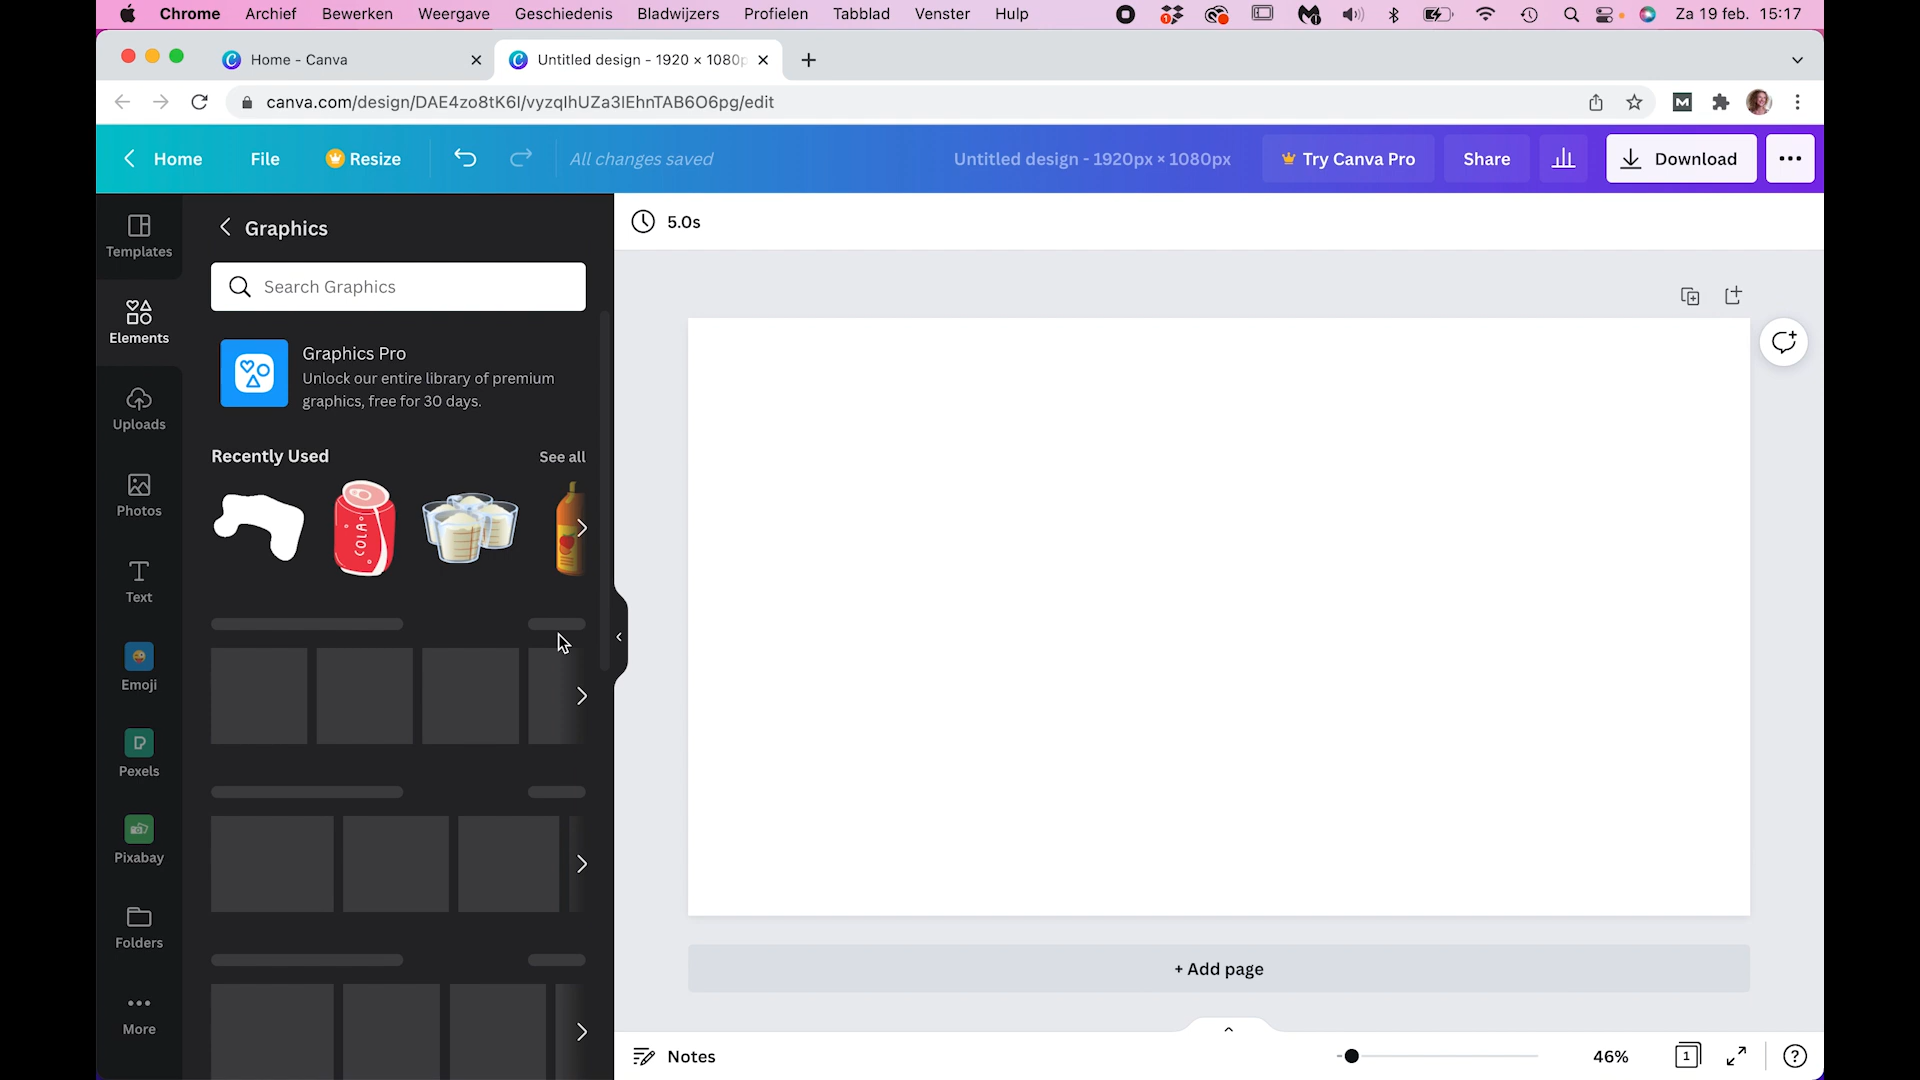 Chrome Archief Bewerken Weergave Geschiedenis Bladwijzers Profielen Tabblad Venster Hulp Za 19 feb. 15:17
Home - Canva
Untitled design - 1920 × 1080p
canva.com/design/DAE4zo8tK6I/vyzqlhUZa3IEhnTAB6O6pg/edit
Home File Resize All changes saved Untitled design - 1920px × 1080px Try Canva Pro Share Download
Templates
Elements
Uploads
Photos
Text
Emoji
Pexels
Pixabay
Folders
More
Graphics
Search Graphics
Graphics Pro
Unlock our entire library of premium
graphics, free for 30 days.
Recently Used See all
COLA
5.0s
+ Add page
Notes
46%
1